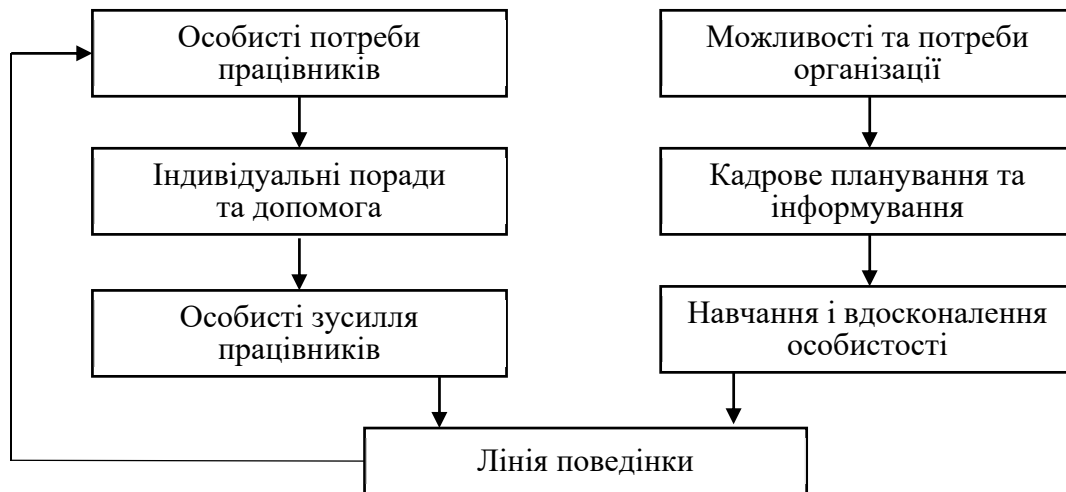 Особисті потреби
працівників
Можливості та потреби
організації
Індивідуальні поради
та допомога
Кадрове планування та
інформування
Особисті зусилля
працівників
Навчання і вдосконалення
особистості
Лінія поведінки